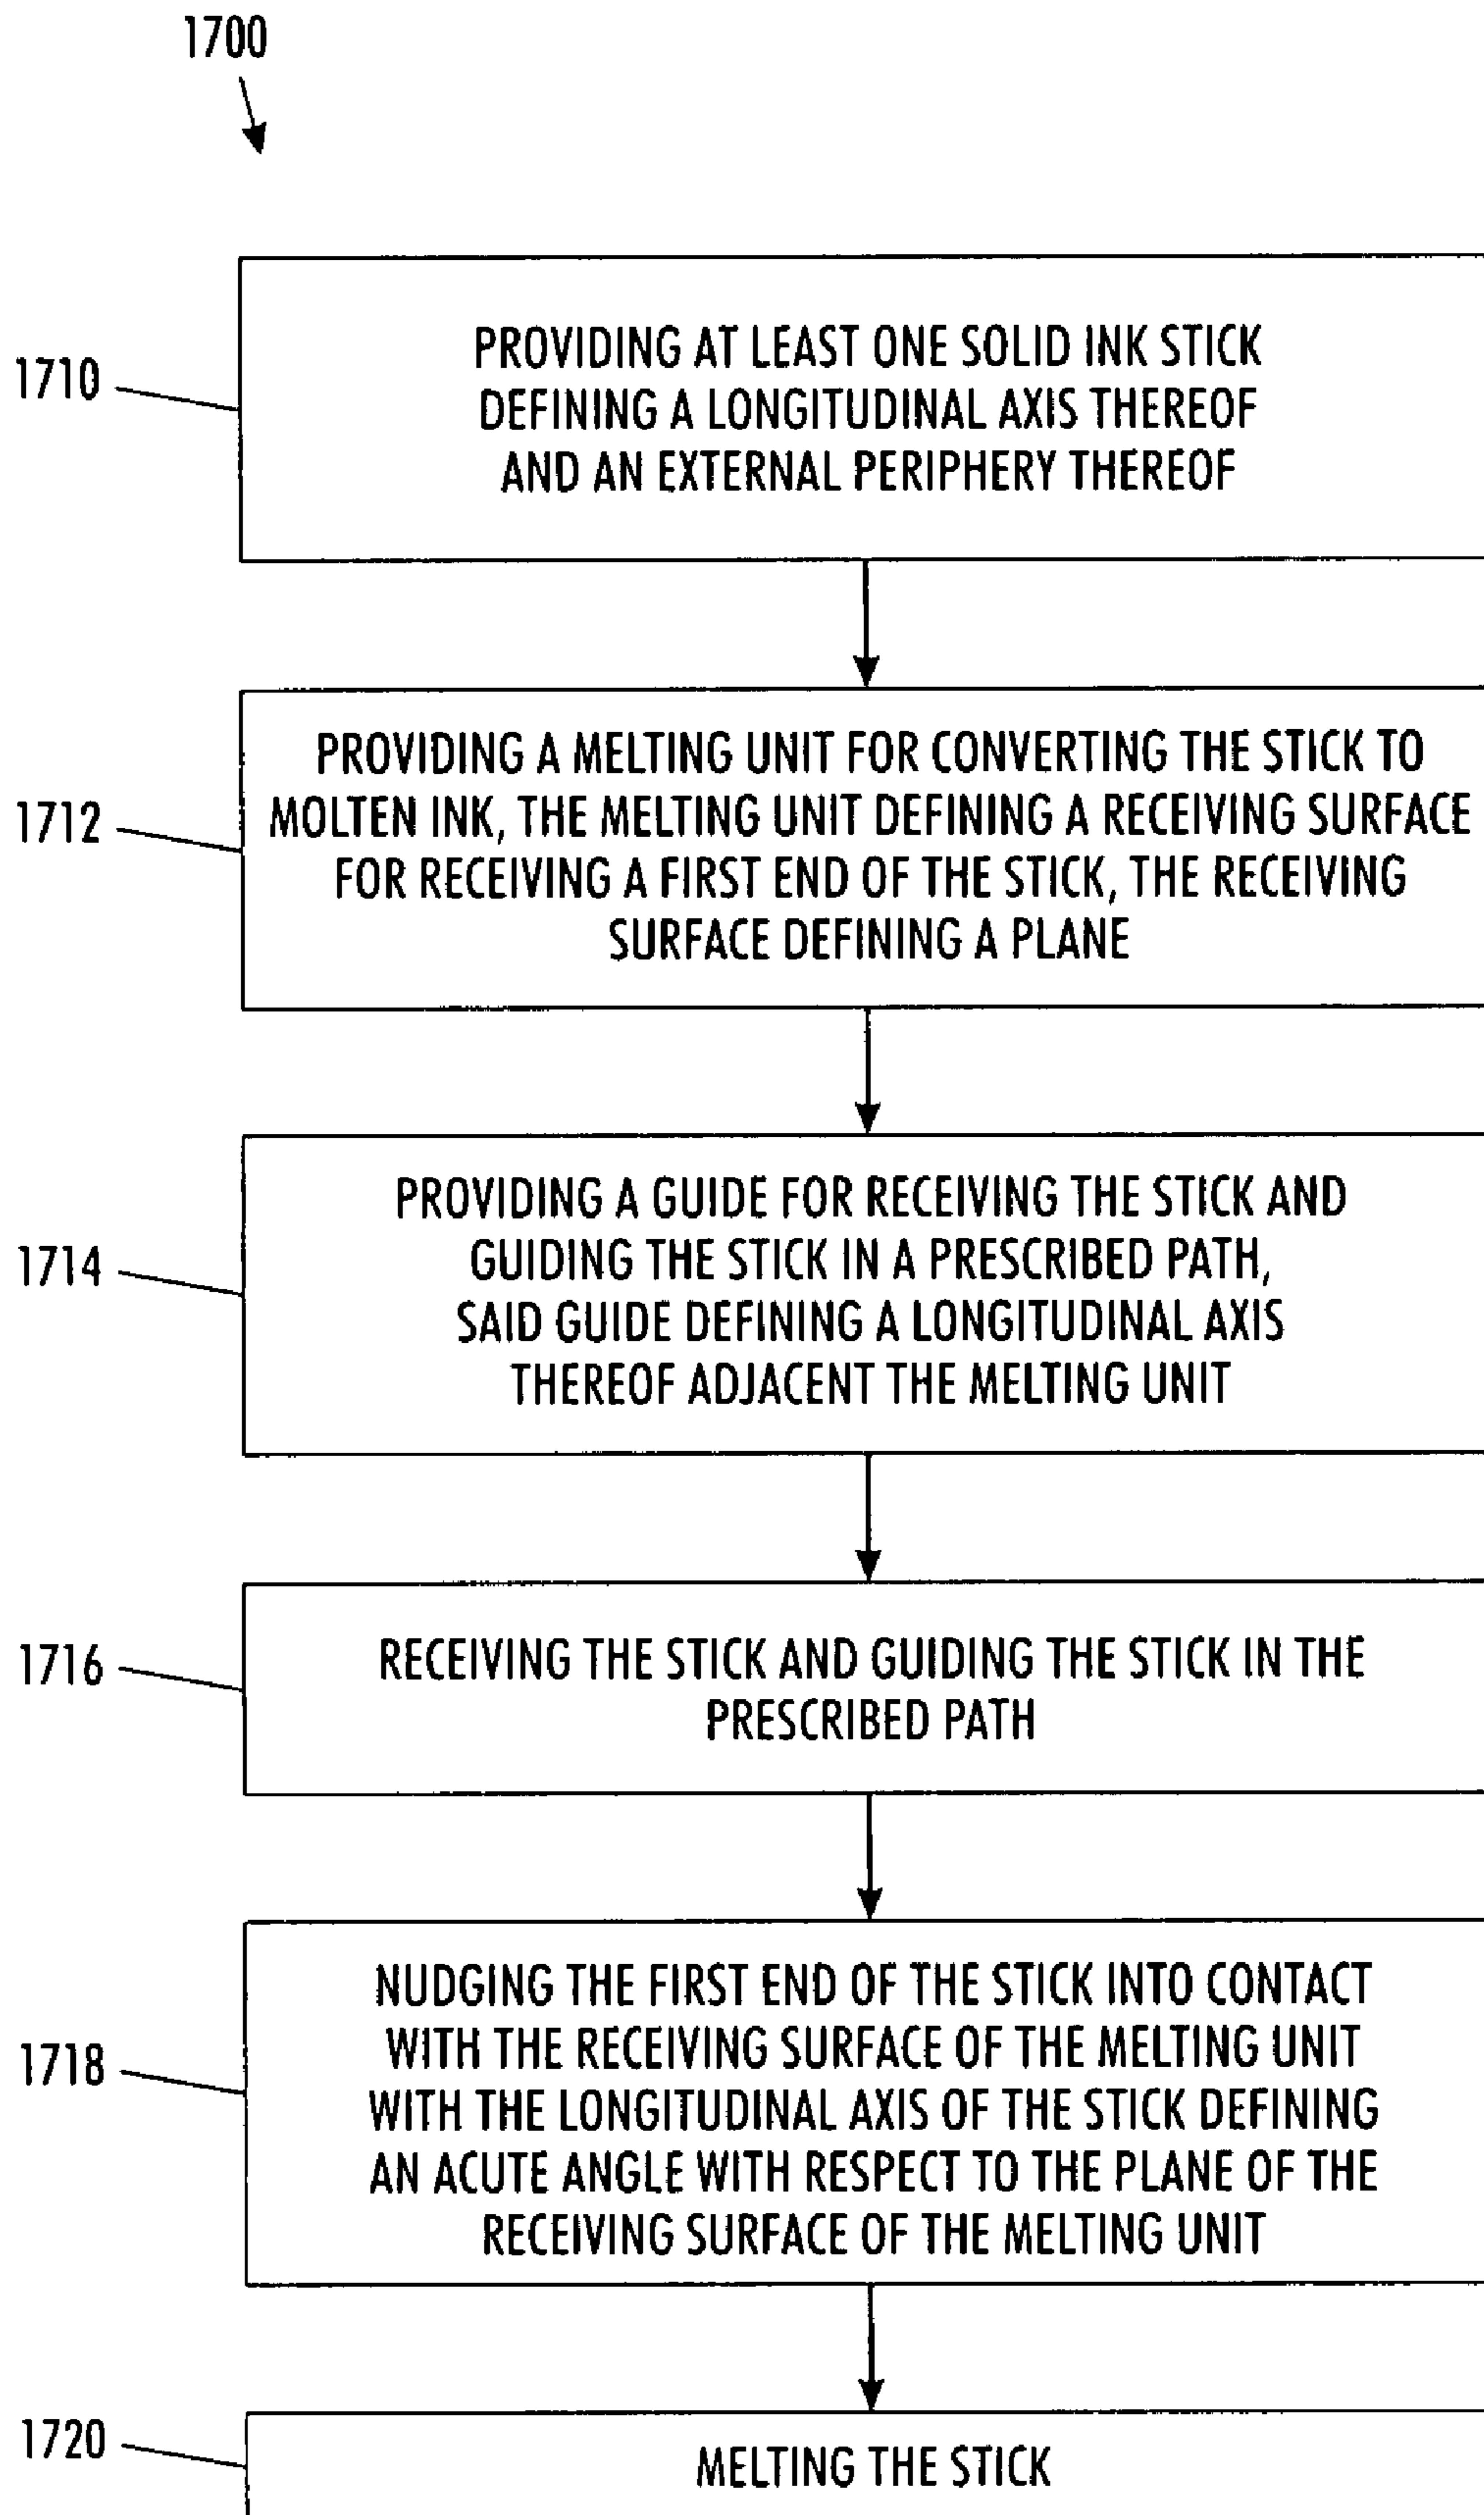 1700
1710
PROVIDING AT LEAST ONE SOLID INK STICK
DEFINING A LONGITUDINAL AXIS THEREOF
AND AN EXTERNAL PERIPHERY THEREOF
1712
PROVIDING A MELTING UNIT FOR CONVERTING THE STICK TO
MOLTEN INK, THE MELTING UNIT DEFINING A RECEIVING SURFACE
FOR RECEIVING A FIRST END OF THE STICK, THE RECEIVING
SURFACE DEFINING A PLANE
1714
PROVIDING A GUIDE FOR RECEIVING THE STICK AND
GUIDING THE STICK IN A PRESCRIBED PATH,
SAID GUIDE DEFINING A LONGITUDINAL AXIS
THEREOF ADJACENT THE MELTING UNIT
1716
RECEIVING THE STICK AND GUIDING THE STICK IN THE
PRESCRIBED PATH
1718
NUDGING THE FIRST END OF THE STICK INTO CONTACT
WITH THE RECEIVING SURFACE OF THE MELTING UNIT
WITH THE LONGITUDINAL AXIS OF THE STICK DEFINING
AN ACUTE ANGLE WITH RESPECT TO THE PLANE OF THE
RECEIVING SURFACE OF THE MELTING UNIT
1720
MELTING THE STICK